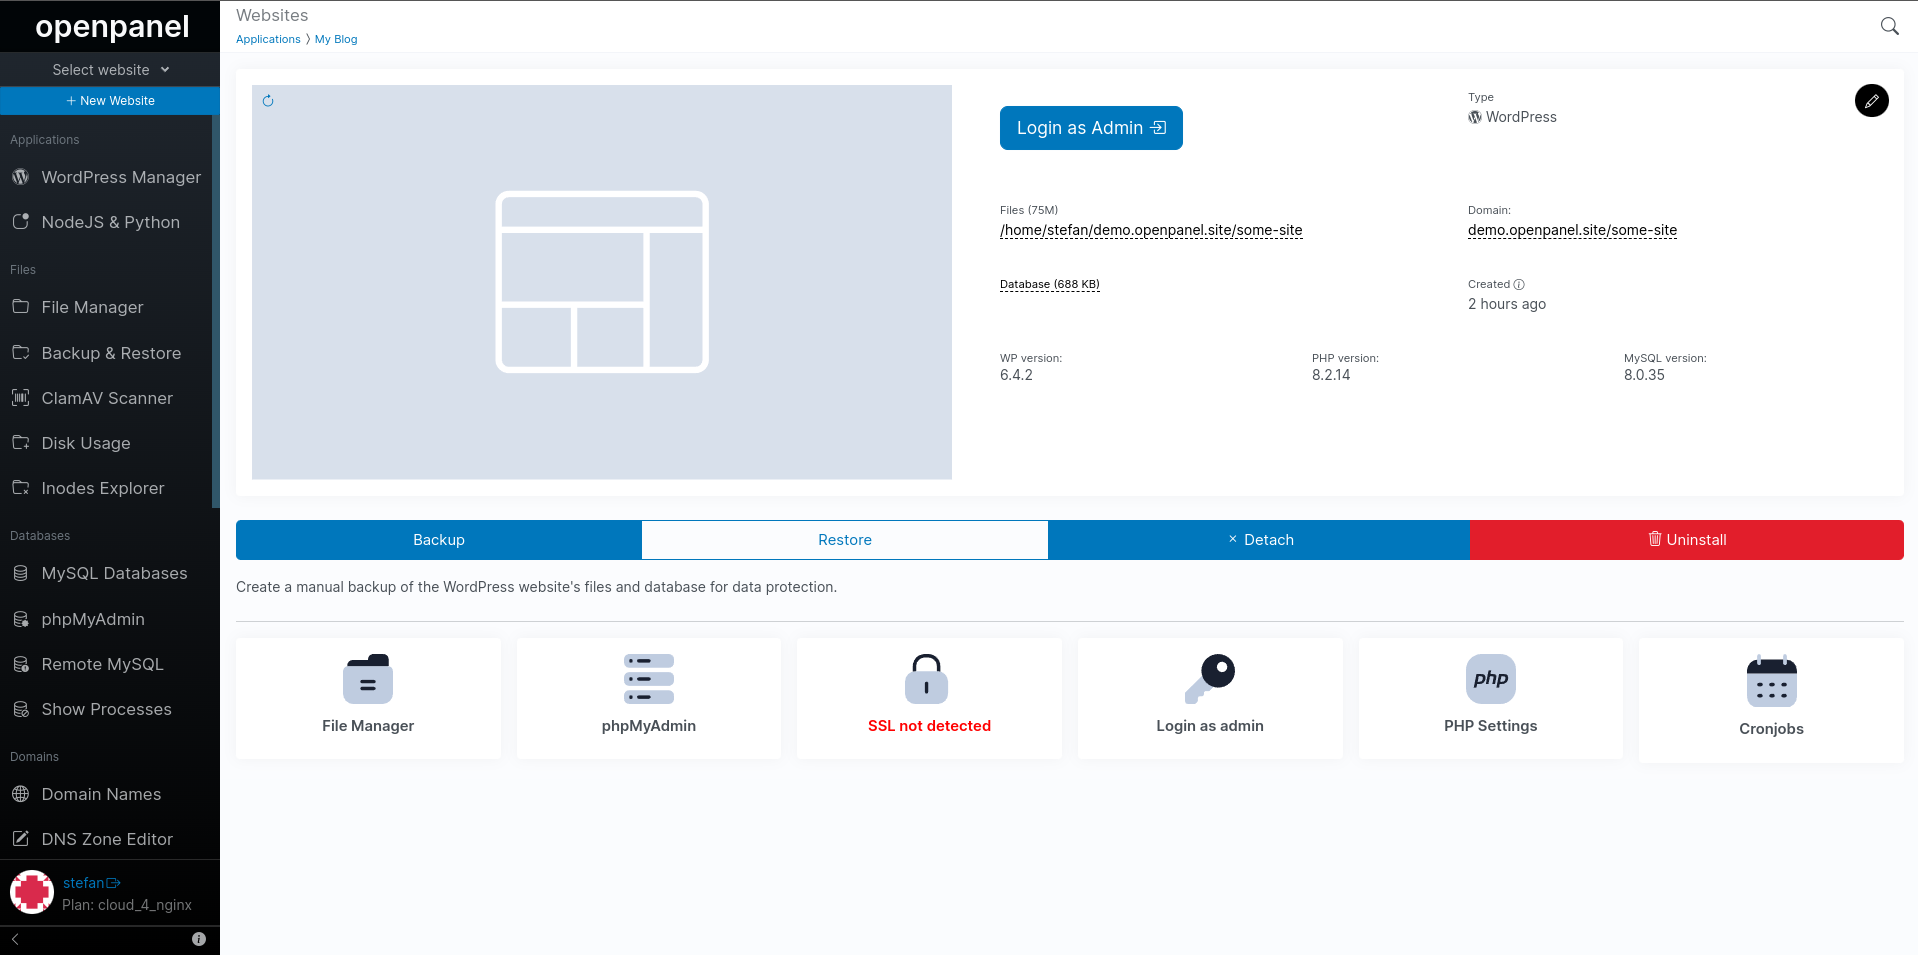 openpanel
Select website
+ New Website
Applications
WordPress Manager
NodeJS & Python
Files
File Manager
Backup & Restore
ClamAV Scanner
Disk Usage
Inodes Explorer
Databases
MySQL Databases
phpMyAdmin
Remote MySQL
Show Processes
Domains
Domain Names
DNS Zone Editor
stefan
Plan: cloud_4_nginx
Websites
Applications 〉 My Blog
Login as Admin
Type
WordPress
Files (75M)
/home/stefan/demo.openpanel.site/some-site
Domain:
demo.openpanel.site/some-site
Database (688 KB)
Created
2 hours ago
WP version:
6.4.2
PHP version:
8.2.14
MySQL version:
8.0.35
Backup
Restore
× Detach
Uninstall
Create a manual backup of the WordPress website's files and database for data protection.
File Manager
phpMyAdmin
SSL not detected
Login as admin
php
PHP Settings
Cronjobs